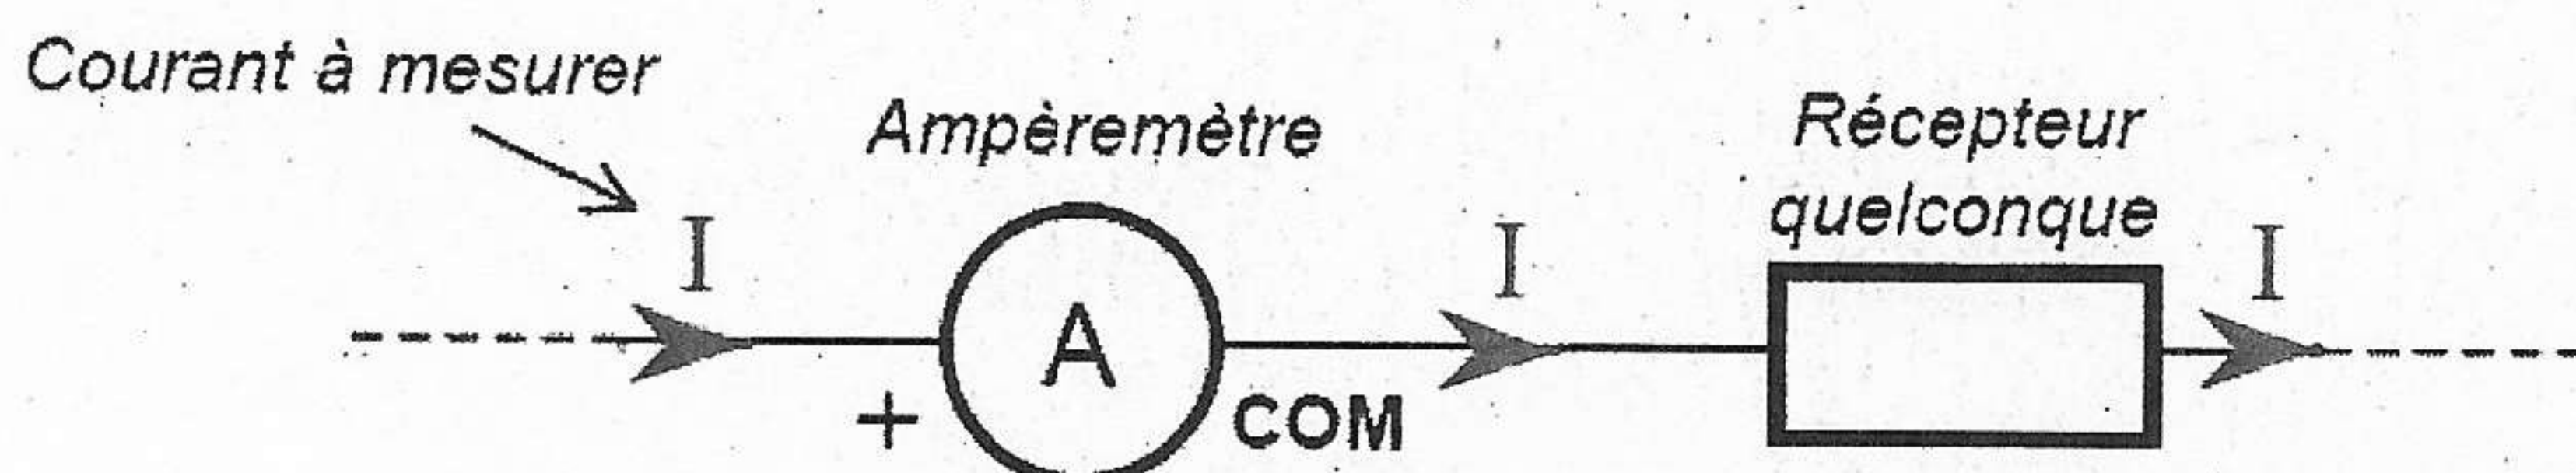 Courant à mesurer
Ampèremètre
Récepteur
quelconque
I
I
I
A
+
COM